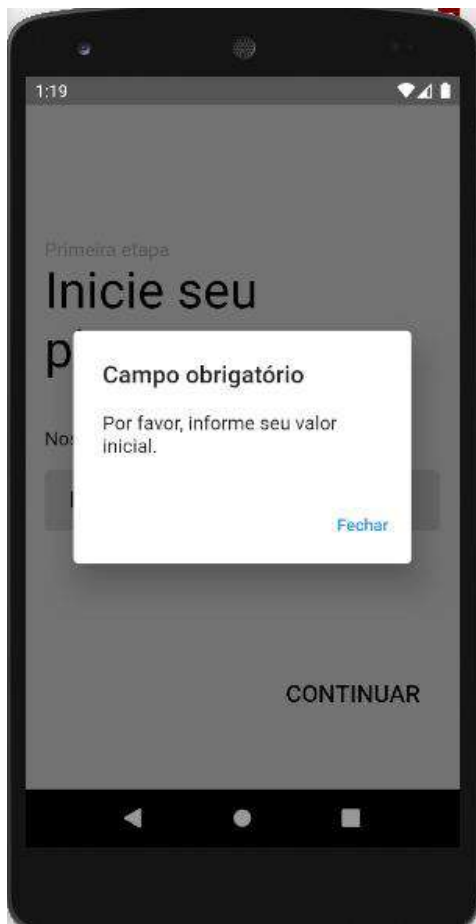 1:19
Primeira etapa
Inicie seu
Campo obrigatório
Por favor, informe seu valor
inicial.
Fechar
CONTINUAR